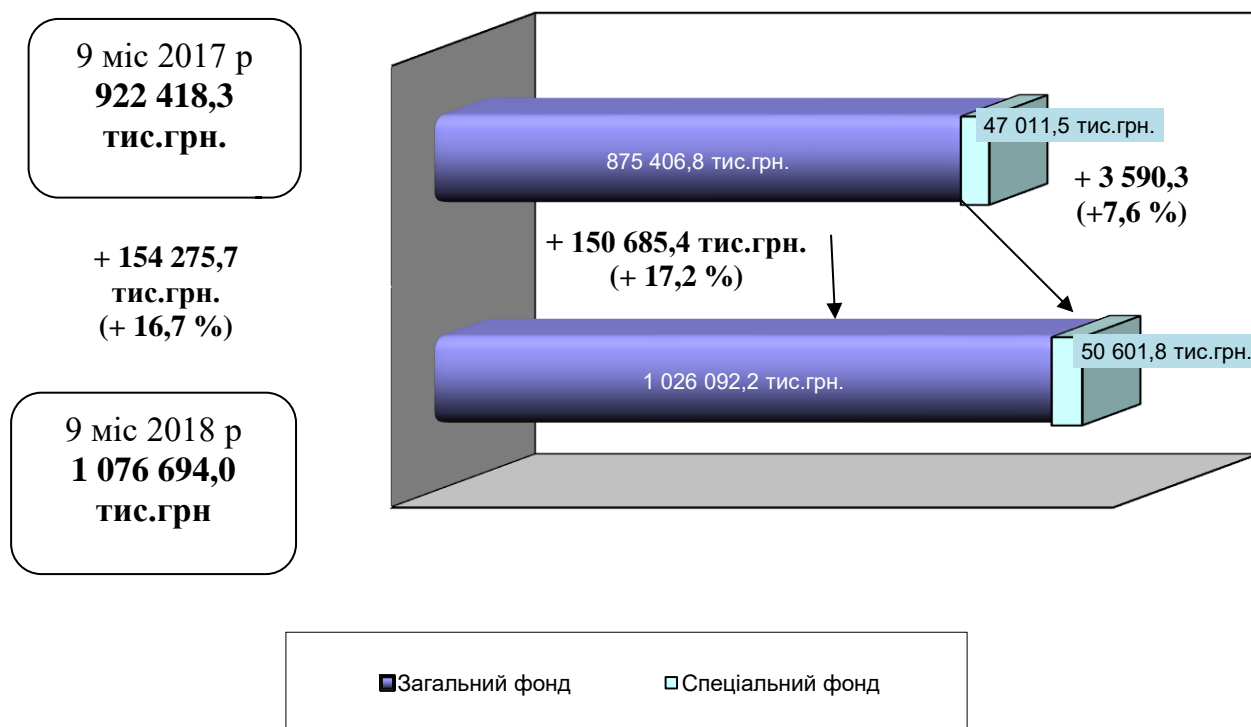 9 міс 2017 р
922 418,3
тис.грн.
47 011,5 тис.грн.
875 406,8 тис.грн.
+ 3 590,3
(+7,6 %)
+ 150 685,4 тис.грн.
(+ 17,2 %)
+ 154 275,7
тис.грн.
(+ 16,7 %)
50 601,8 тис.грн.
1 026 092,2 тис.грн.
9 міс 2018 р
1 076 694,0
тис.грн
Загальний фонд
Спеціальний фонд